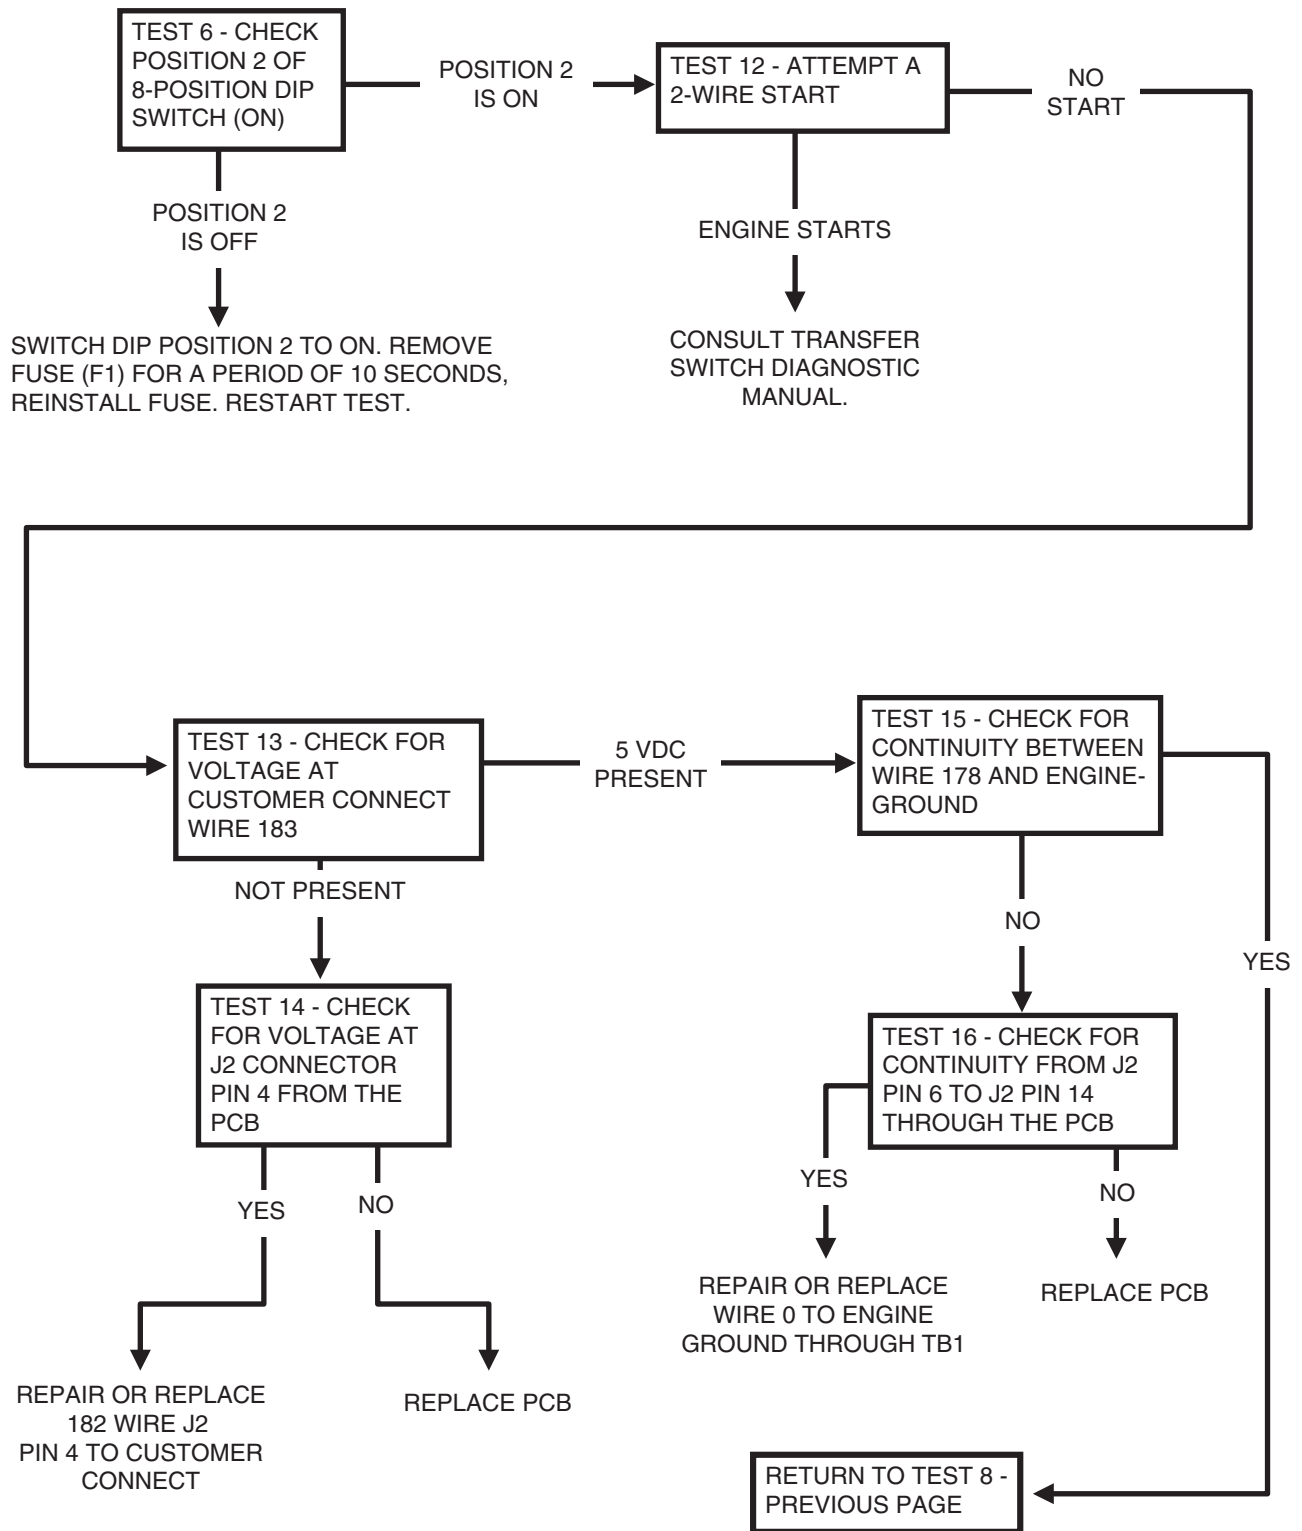 TEST 6 - CHECK
POSITION 2 OF
8-POSITION DIP
SWITCH (ON)
POSITION 2
IS ON
TEST 12 - ATTEMPT A
2-WIRE START
NO
START
POSITION 2
IS OFF
ENGINE STARTS
SWITCH DIP POSITION 2 TO ON. REMOVE
FUSE (F1) FOR A PERIOD OF 10 SECONDS,
REINSTALL FUSE. RESTART TEST.
CONSULT TRANSFER
SWITCH DIAGNOSTIC
MANUAL.
TEST 13 - CHECK FOR
VOLTAGE AT
CUSTOMER CONNECT
WIRE 183
5 VDC
PRESENT
TEST 15 - CHECK FOR
CONTINUITY BETWEEN
WIRE 178 AND ENGINE-
GROUND
NOT PRESENT
NO
YES
TEST 14 - CHECK
FOR VOLTAGE AT
J2 CONNECTOR
PIN 4 FROM THE
PCB
TEST 16 - CHECK FOR
CONTINUITY FROM J2
PIN 6 TO J2 PIN 14
THROUGH THE PCB
YES
NO
YES
NO
REPAIR OR REPLACE
182 WIRE J2
PIN 4 TO CUSTOMER
CONNECT
REPLACE PCB
REPAIR OR REPLACE
WIRE 0 TO ENGINE
GROUND THROUGH TB1
REPLACE PCB
RETURN TO TEST 8 -
PREVIOUS PAGE